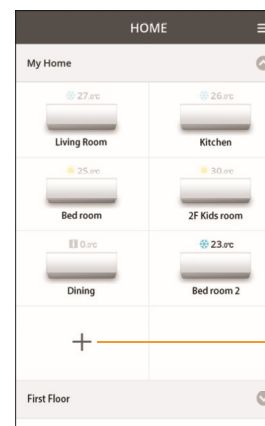 HOME
My Home
27.0°C 26.0°C
Living Room Kitchen
25.0°C 30.0°C
Bed room 2F Kids room
0.0°C 23.0°C
Dining Bed room 2
+
First Floor